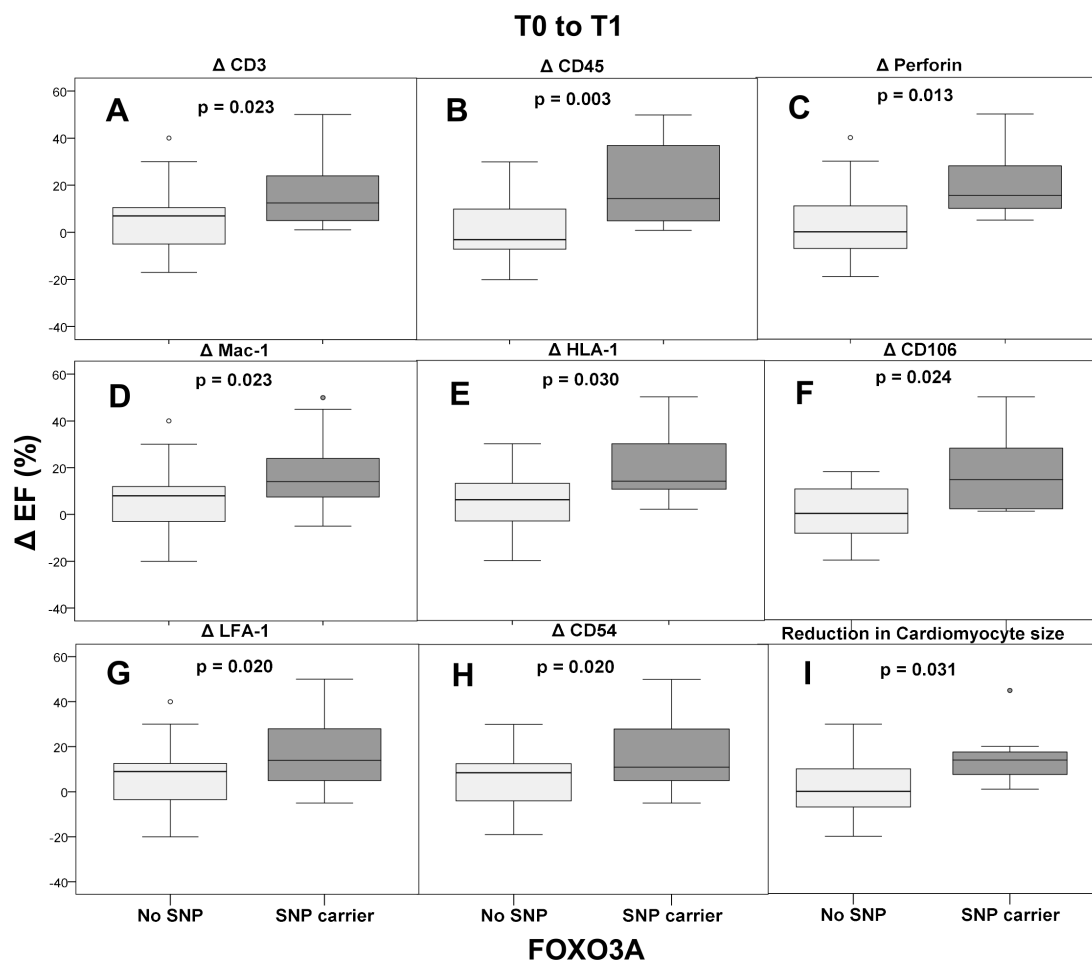 T0 to T1
Δ CD3
Δ CD45
Δ Perforin
A
p = 0.023
B
p = 0.003
C
p = 0.013
60
40
20
0
-20
-40
Δ Mac-1
Δ HLA-1
Δ CD106
D
p = 0.023
E
p = 0.030
F
p = 0.024
60
40
20
0
-20
-40
Δ EF (%)
Δ LFA-1
Δ CD54
Reduction in Cardiomyocyte size
G
p = 0.020
H
p = 0.020
I
p = 0.031
60
40
20
0
-20
-40
No SNP
SNP carrier
No SNP
SNP carrier
No SNP
SNP carrier
FOXO3A